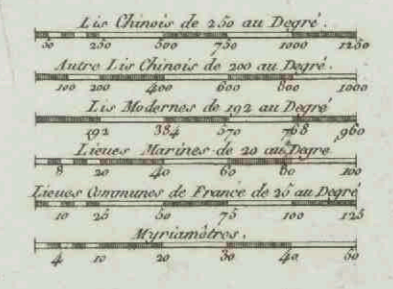 Lis Chinois de 250 au Degré.
50 250 500 750 1000 1250
Autre Lis Chinois de 200 au Degré.
100 200 400 600 800 1000
Lis Modernes de 192 au Degré
192 384 570 768 960
Lieues Marines de 20 au Degre
8 20 40 60 80 100
Lieues Communes de France de 25 au Degré
10 25 50 75 100 125
Myriamètres.
4 10 20 30 40 50